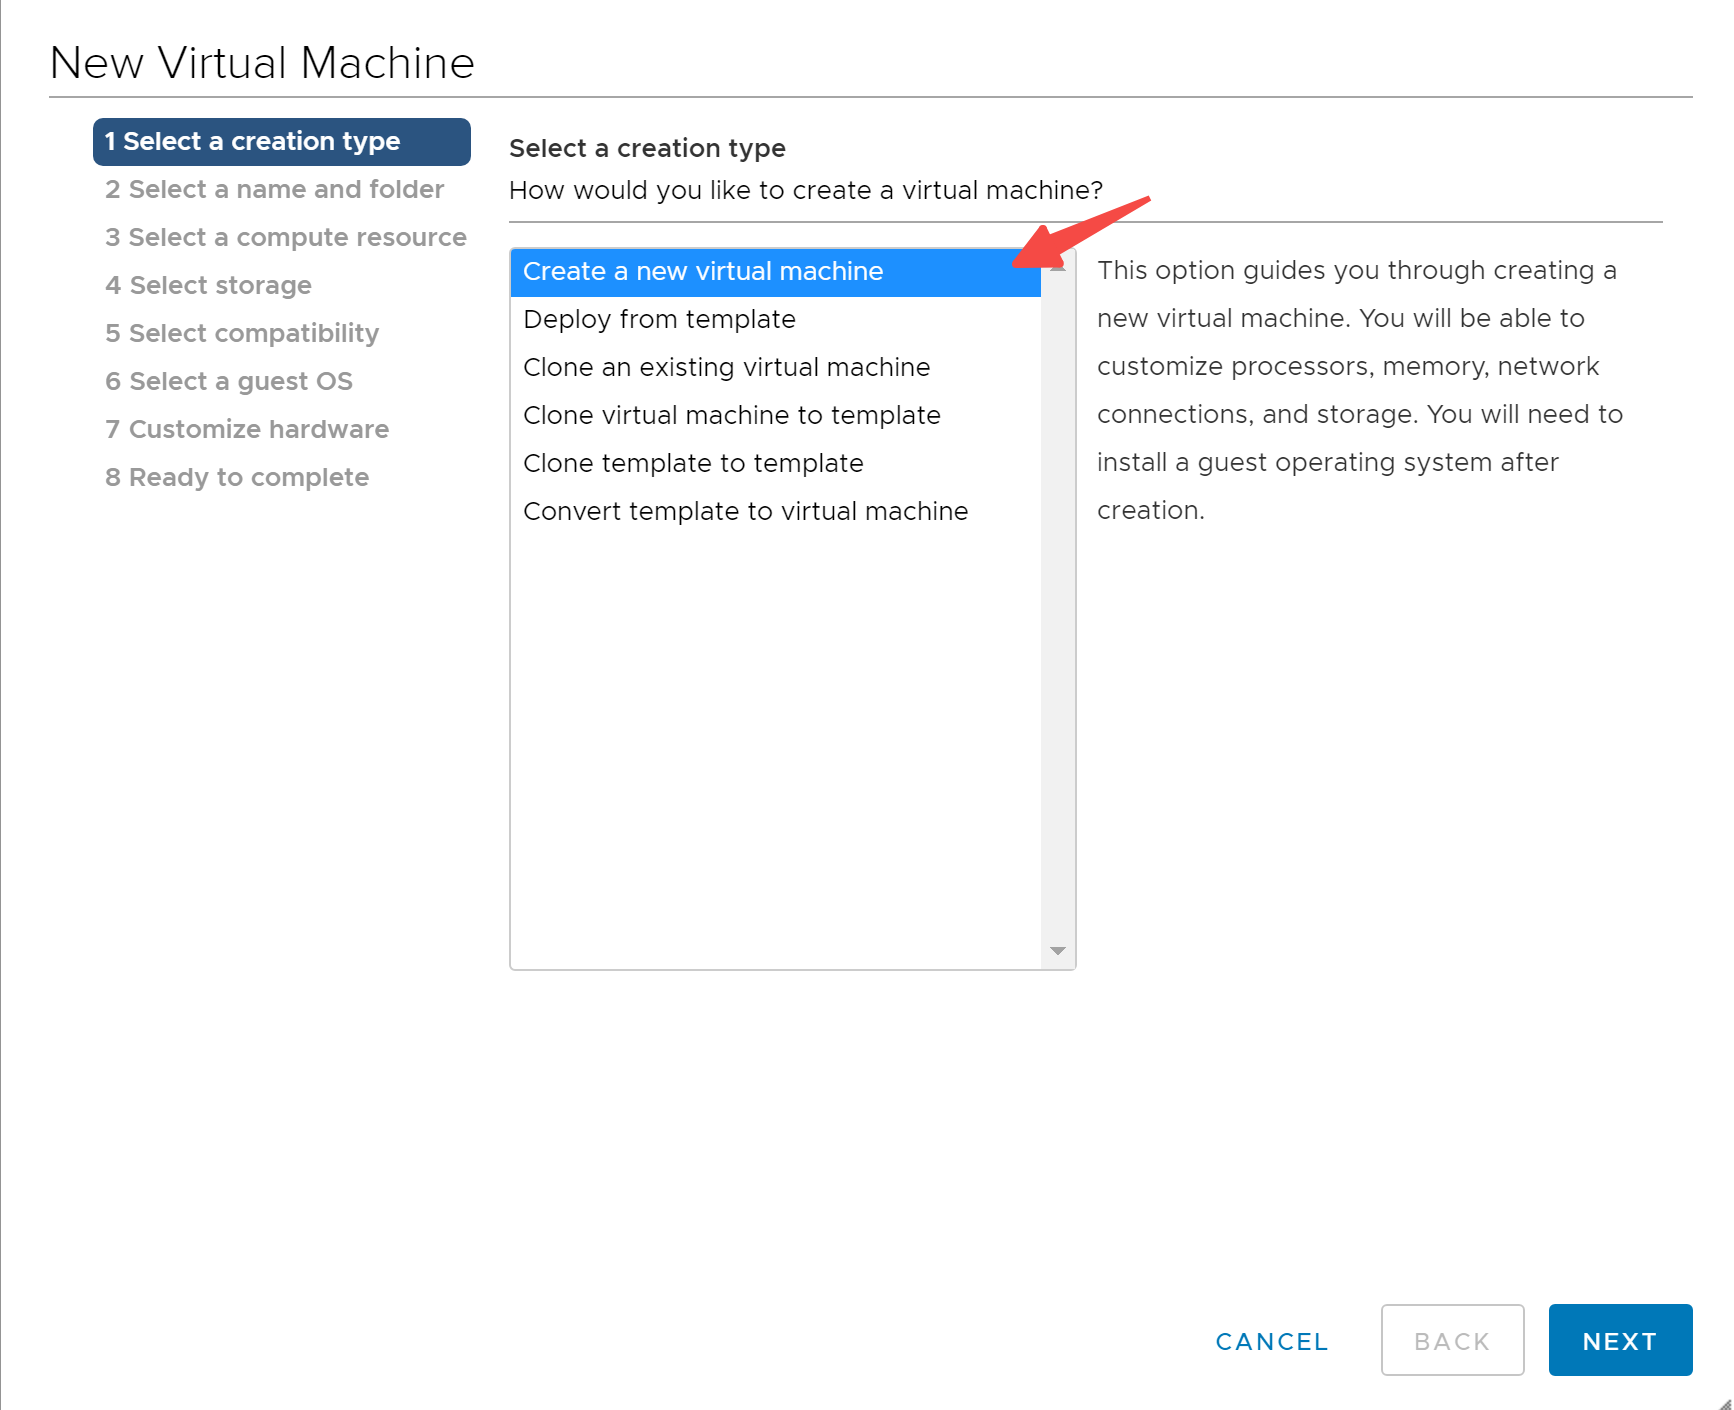 New Virtual Machine
1 Select a creation type
2 Select a name and folder
3 Select a compute resource
4 Select storage
5 Select compatibility
6 Select a guest OS
7 Customize hardware
8 Ready to complete
Select a creation type
How would you like to create a virtual machine?
Create a new virtual machine
Deploy from template
Clone an existing virtual machine
Clone virtual machine to template
Clone template to template
Convert template to virtual machine
This option guides you through creating a
new virtual machine. You will be able to
customize processors, memory, network
connections, and storage. You will need to
install a guest operating system after
creation.
CANCEL
BACK
NEXT